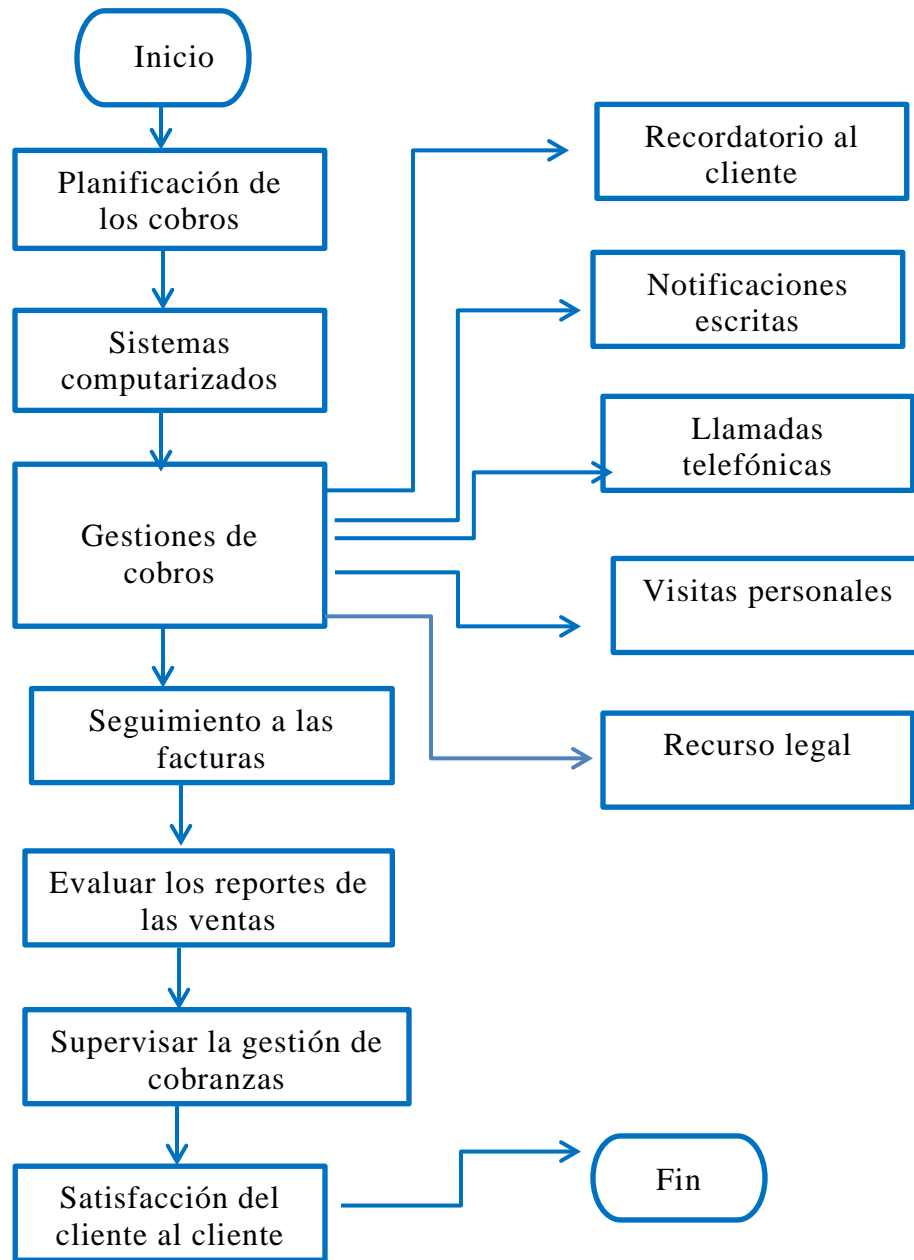 Inicio
Planificación de
los cobros
Sistemas
computarizados
Gestiones de
cobros
Recordatorio al
cliente
Notificaciones
escritas
Llamadas
telefónicas
Visitas personales
Recurso legal
Seguimiento a las
facturas
Evaluar los reportes de
las ventas
Supervisar la gestión de
cobranzas
Satisfacción del
cliente al cliente
Fin